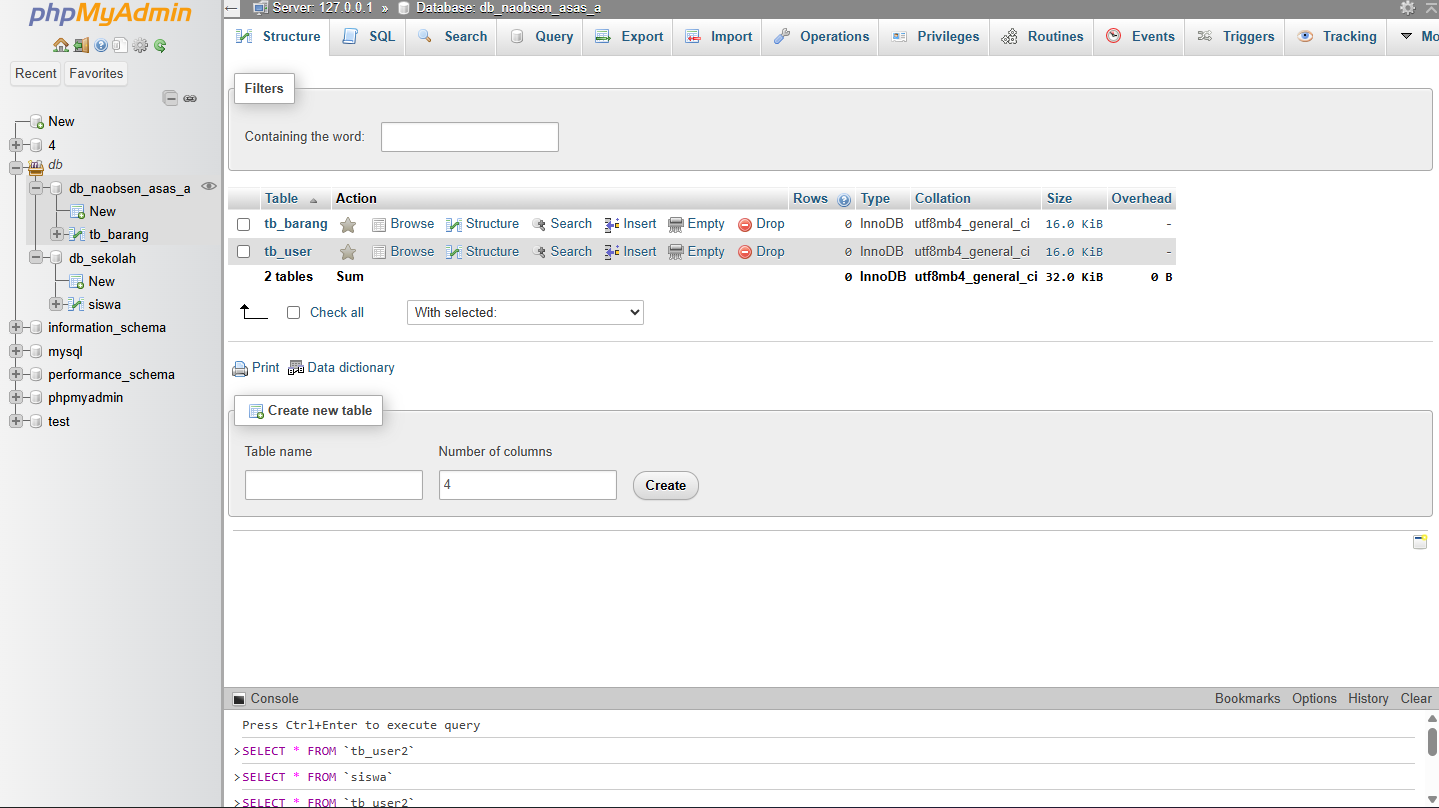 phpMyAdmin
Recent Favorites
New
4
db
db_naobsen_asas_a
New
tb_barang
db_sekolah
New
siswa
information_schema
mysql
performance_schema
phpmyadmin
test
Server: 127.0.0.1 » Database: db_naobsen_asas_a
Structure SQL Search Query Export Import Operations Privileges Routines Events Triggers Tracking Mo
Filters
Containing the word:
Table Action Rows Type Collation Size Overhead
tb_barang Browse Structure Search Insert Empty Drop 0 InnoDB utf8mb4_general_ci 16.0 KiB -
tb_user Browse Structure Search Insert Empty Drop 0 InnoDB utf8mb4_general_ci 16.0 KiB -
2 tables Sum 0 InnoDB utf8mb4_general_ci 32.0 KiB 0 B
Check all With selected:
Print Data dictionary
Create new table
Table name Number of columns
4 Create
Console Bookmarks Options History Clear
Press Ctrl+Enter to execute query
>SELECT * FROM `tb_user2`
>SELECT * FROM `siswa`
>SELECT * FROM `tb_user2`